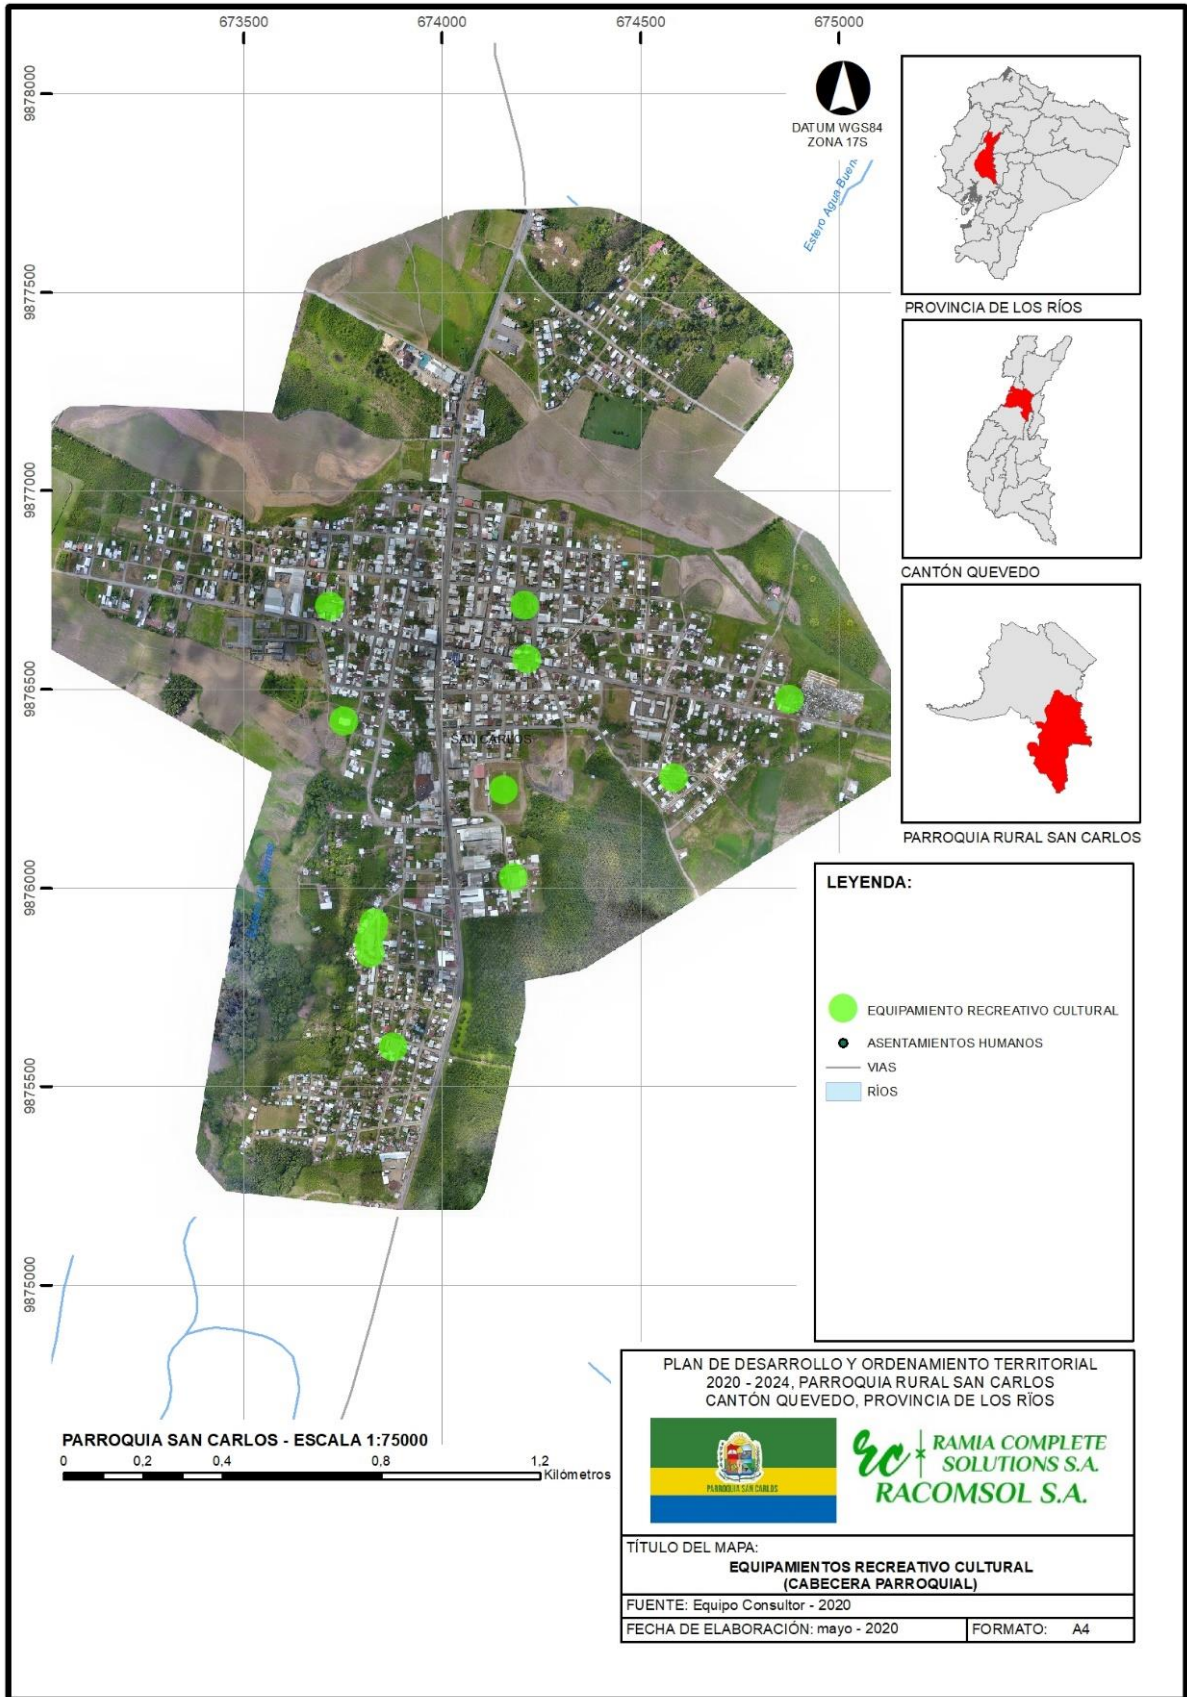 673500
674000
674500
675000
9878000
9877500
9877000
9876500
9876000
9875500
9875000
DATUM WGS84
ZONA 17S
Estero Agua Buen
SAN CARLOS
PROVINCIA DE LOS RÍOS
CANTÓN QUEVEDO
PARROQUIA RURAL SAN CARLOS
LEYENDA:
EQUIPAMIENTO RECREATIVO CULTURAL
ASENTAMIENTOS HUMANOS
VIAS
RÍOS
PARROQUIA SAN CARLOS - ESCALA 1:75000
0 0,2 0,4 0,8 1,2
Kilómetros
PLAN DE DESARROLLO Y ORDENAMIENTO TERRITORIAL
2020 - 2024, PARROQUIA RURAL SAN CARLOS
CANTÓN QUEVEDO, PROVINCIA DE LOS RÏOS
PARROQUIA SAN CARLOS
rc RAMIA COMPLETE
SOLUTIONS S.A.
RACOMSOL S.A.
TÍTULO DEL MAPA:
EQUIPAMIENTOS RECREATIVO CULTURAL
(CABECERA PARROQUIAL)
FUENTE: Equipo Consultor - 2020
FECHA DE ELABORACIÓN: mayo - 2020
FORMATO: A4